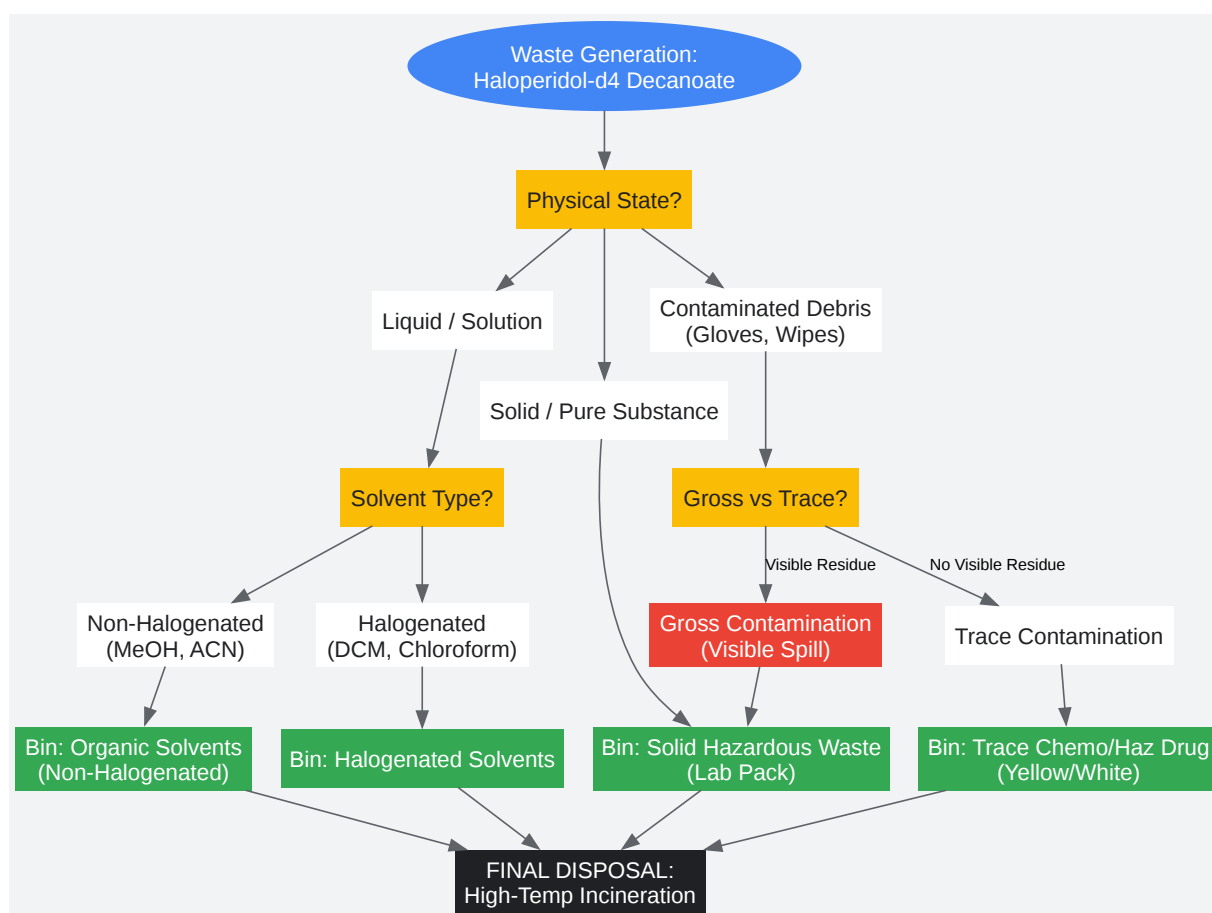 Waste Generation:
Haloperidol-d4 Decanoate
Physical State?
Liquid / Solution
Contaminated Debris
(Gloves, Wipes)
Solid / Pure Substance
Solvent Type?
Gross vs Trace?
Visible Residue
No Visible Residue
Non-Halogenated
(MeOH, ACN)
Halogenated
(DCM, Chloroform)
Gross Contamination
(Visible Spill)
Trace Contamination
Bin: Organic Solvents
(Non-Halogenated)
Bin: Halogenated Solvents
Bin: Solid Hazardous Waste
(Lab Pack)
Bin: Trace Chemo/Haz Drug
(Yellow/White)
FINAL DISPOSAL:
High-Temp Incineration